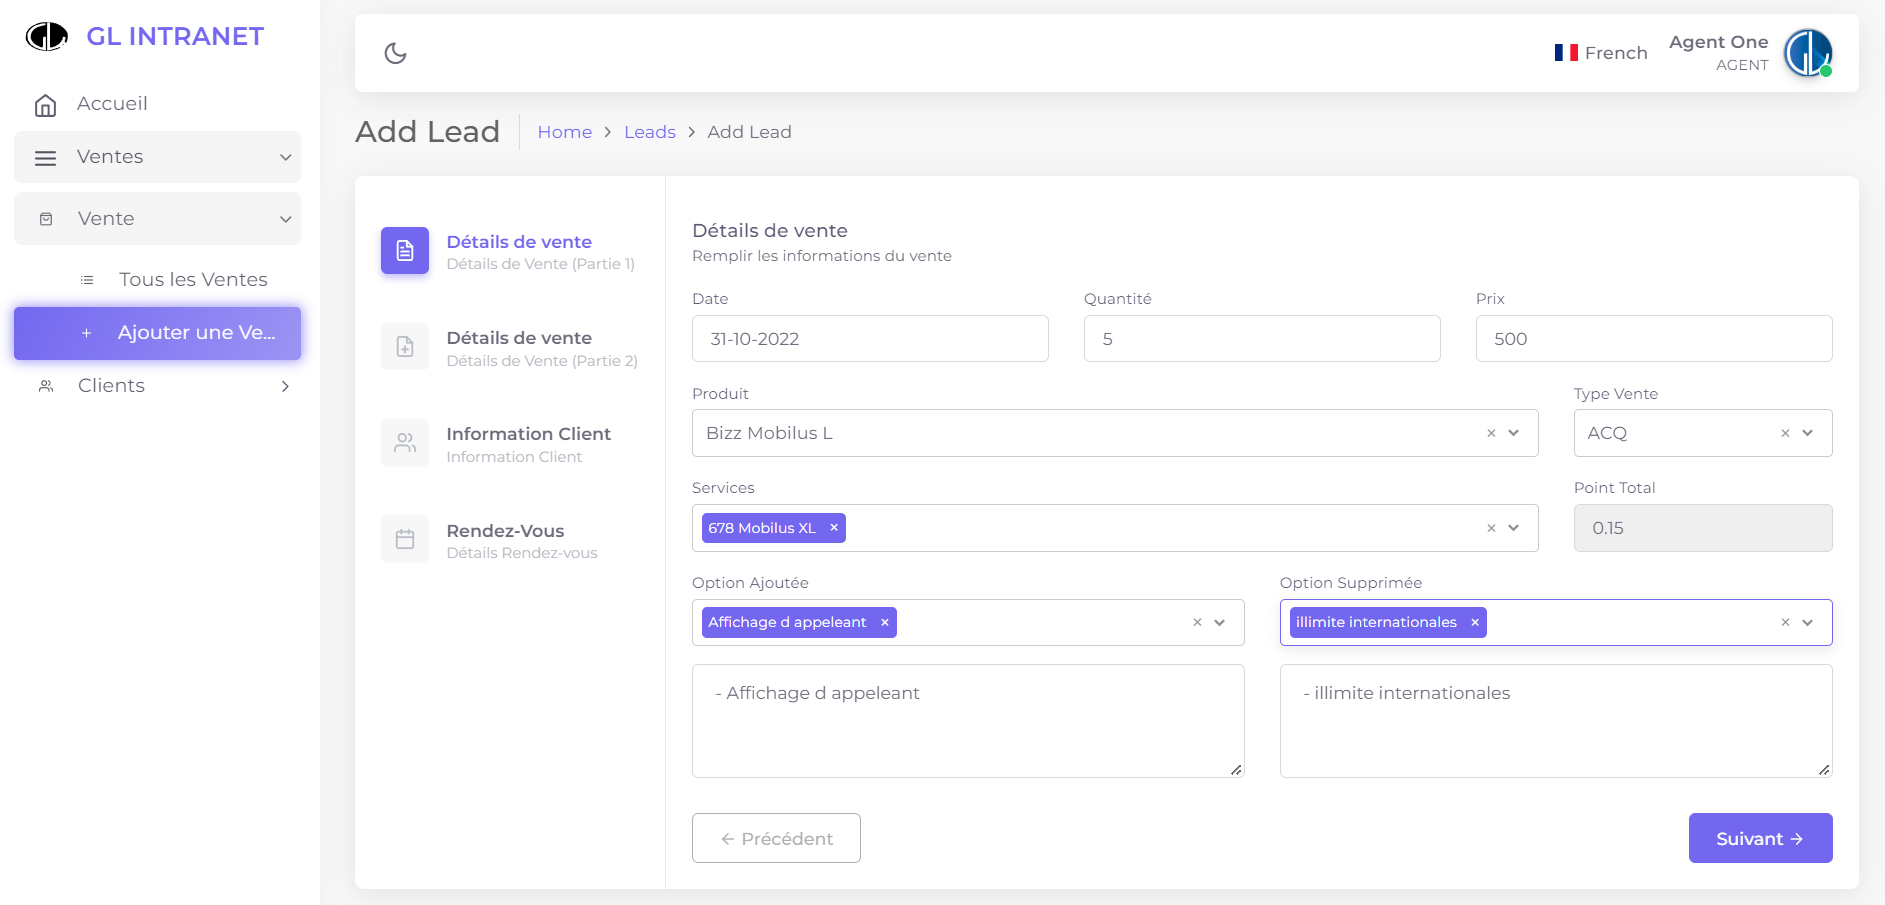 GL INTRANET
Accueil
Ventes
Vente
Tous les Ventes
Ajouter une Ve...
Clients
French
Agent One
AGENT
Add Lead
Home > Leads > Add Lead
Détails de vente
Détails de Vente (Partie 1)
Détails de vente
Détails de Vente (Partie 2)
Information Client
Information Client
Rendez-Vous
Détails Rendez-vous
Détails de vente
Remplir les informations du vente
Date Quantité Prix
31-10-2022 5 500
Produit Type Vente
Bizz Mobilus L × ACQ ×
Services Point Total
678 Mobilus XL × × 0.15
Option Ajoutée Option Supprimée
Affichage d appeleant × × illimite internationales × ×
- Affichage d appeleant - illimite internationales
← Précédent Suivant →